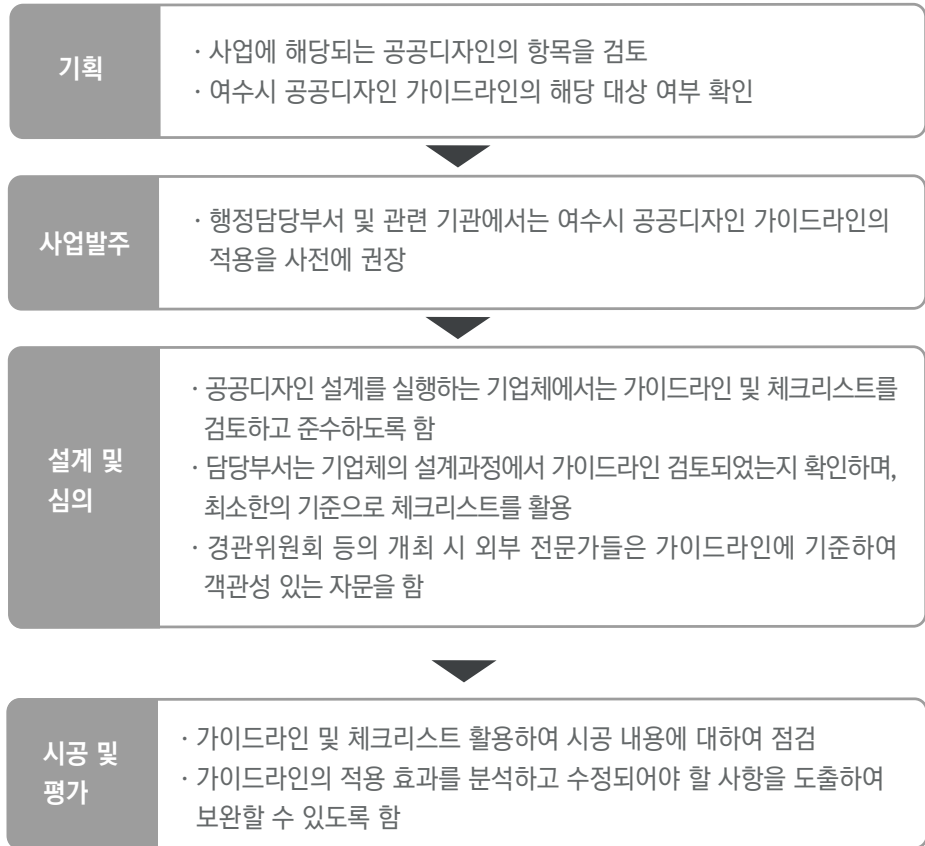 기획
· 사업에 해당되는 공공디자인의 항목을 검토
· 여수시 공공디자인 가이드라인의 해당 대상 여부 확인
사업발주
· 행정담당부서 및 관련 기관에서는 여수시 공공디자인 가이드라인의
적용을 사전에 권장
설계 및
심의
· 공공디자인 설계를 실행하는 기업체에서는 가이드라인 및 체크리스트를
검토하고 준수하도록 함
· 담당부서는 기업체의 설계과정에서 가이드라인 검토되었는지 확인하며,
최소한의 기준으로 체크리스트를 활용
· 경관위원회 등의 개최 시 외부 전문가들은 가이드라인에 기준하여
객관성 있는 자문을 함
시공 및
평가
· 가이드라인 및 체크리스트 활용하여 시공 내용에 대하여 점검
· 가이드라인의 적용 효과를 분석하고 수정되어야 할 사항을 도출하여
보완할 수 있도록 함